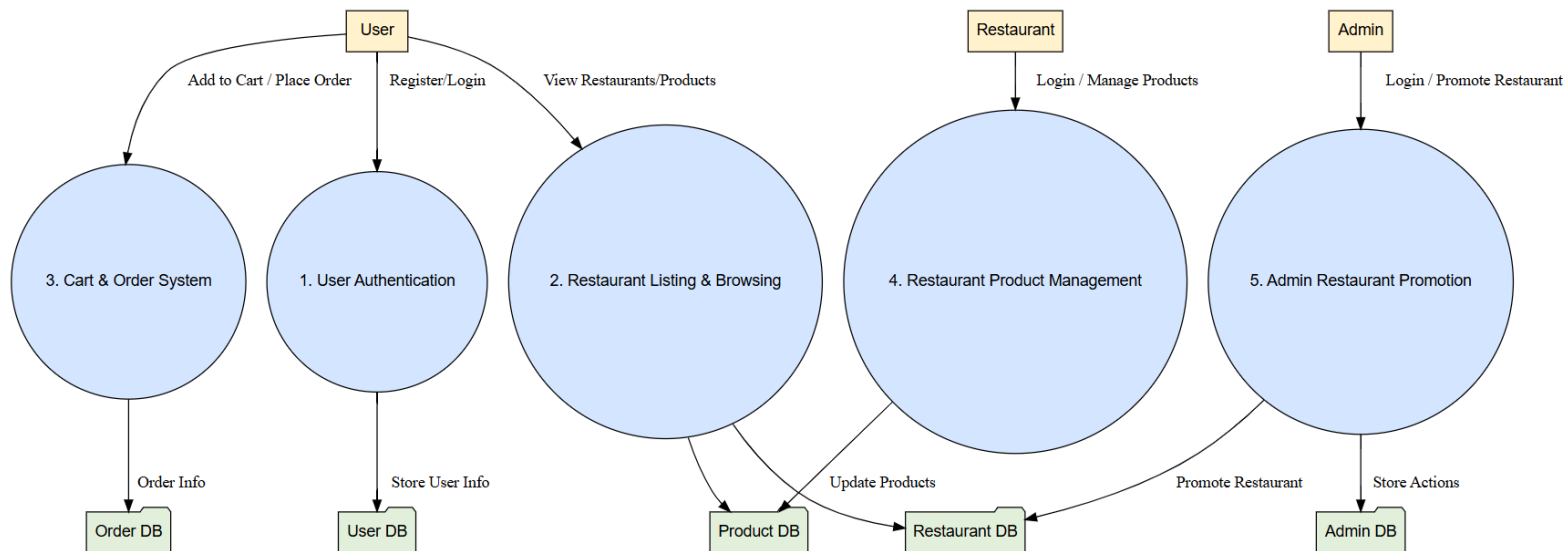 User
Restaurant
Admin
Add to Cart / Place Order
Register/Login
View Restaurants/Products
Login / Manage Products
Login / Promote Restaurant
3. Cart & Order System
1. User Authentication
2. Restaurant Listing & Browsing
4. Restaurant Product Management
5. Admin Restaurant Promotion
Order Info
Store User Info
Update Products
Promote Restaurant
Store Actions
Order DB
User DB
Product DB
Restaurant DB
Admin DB